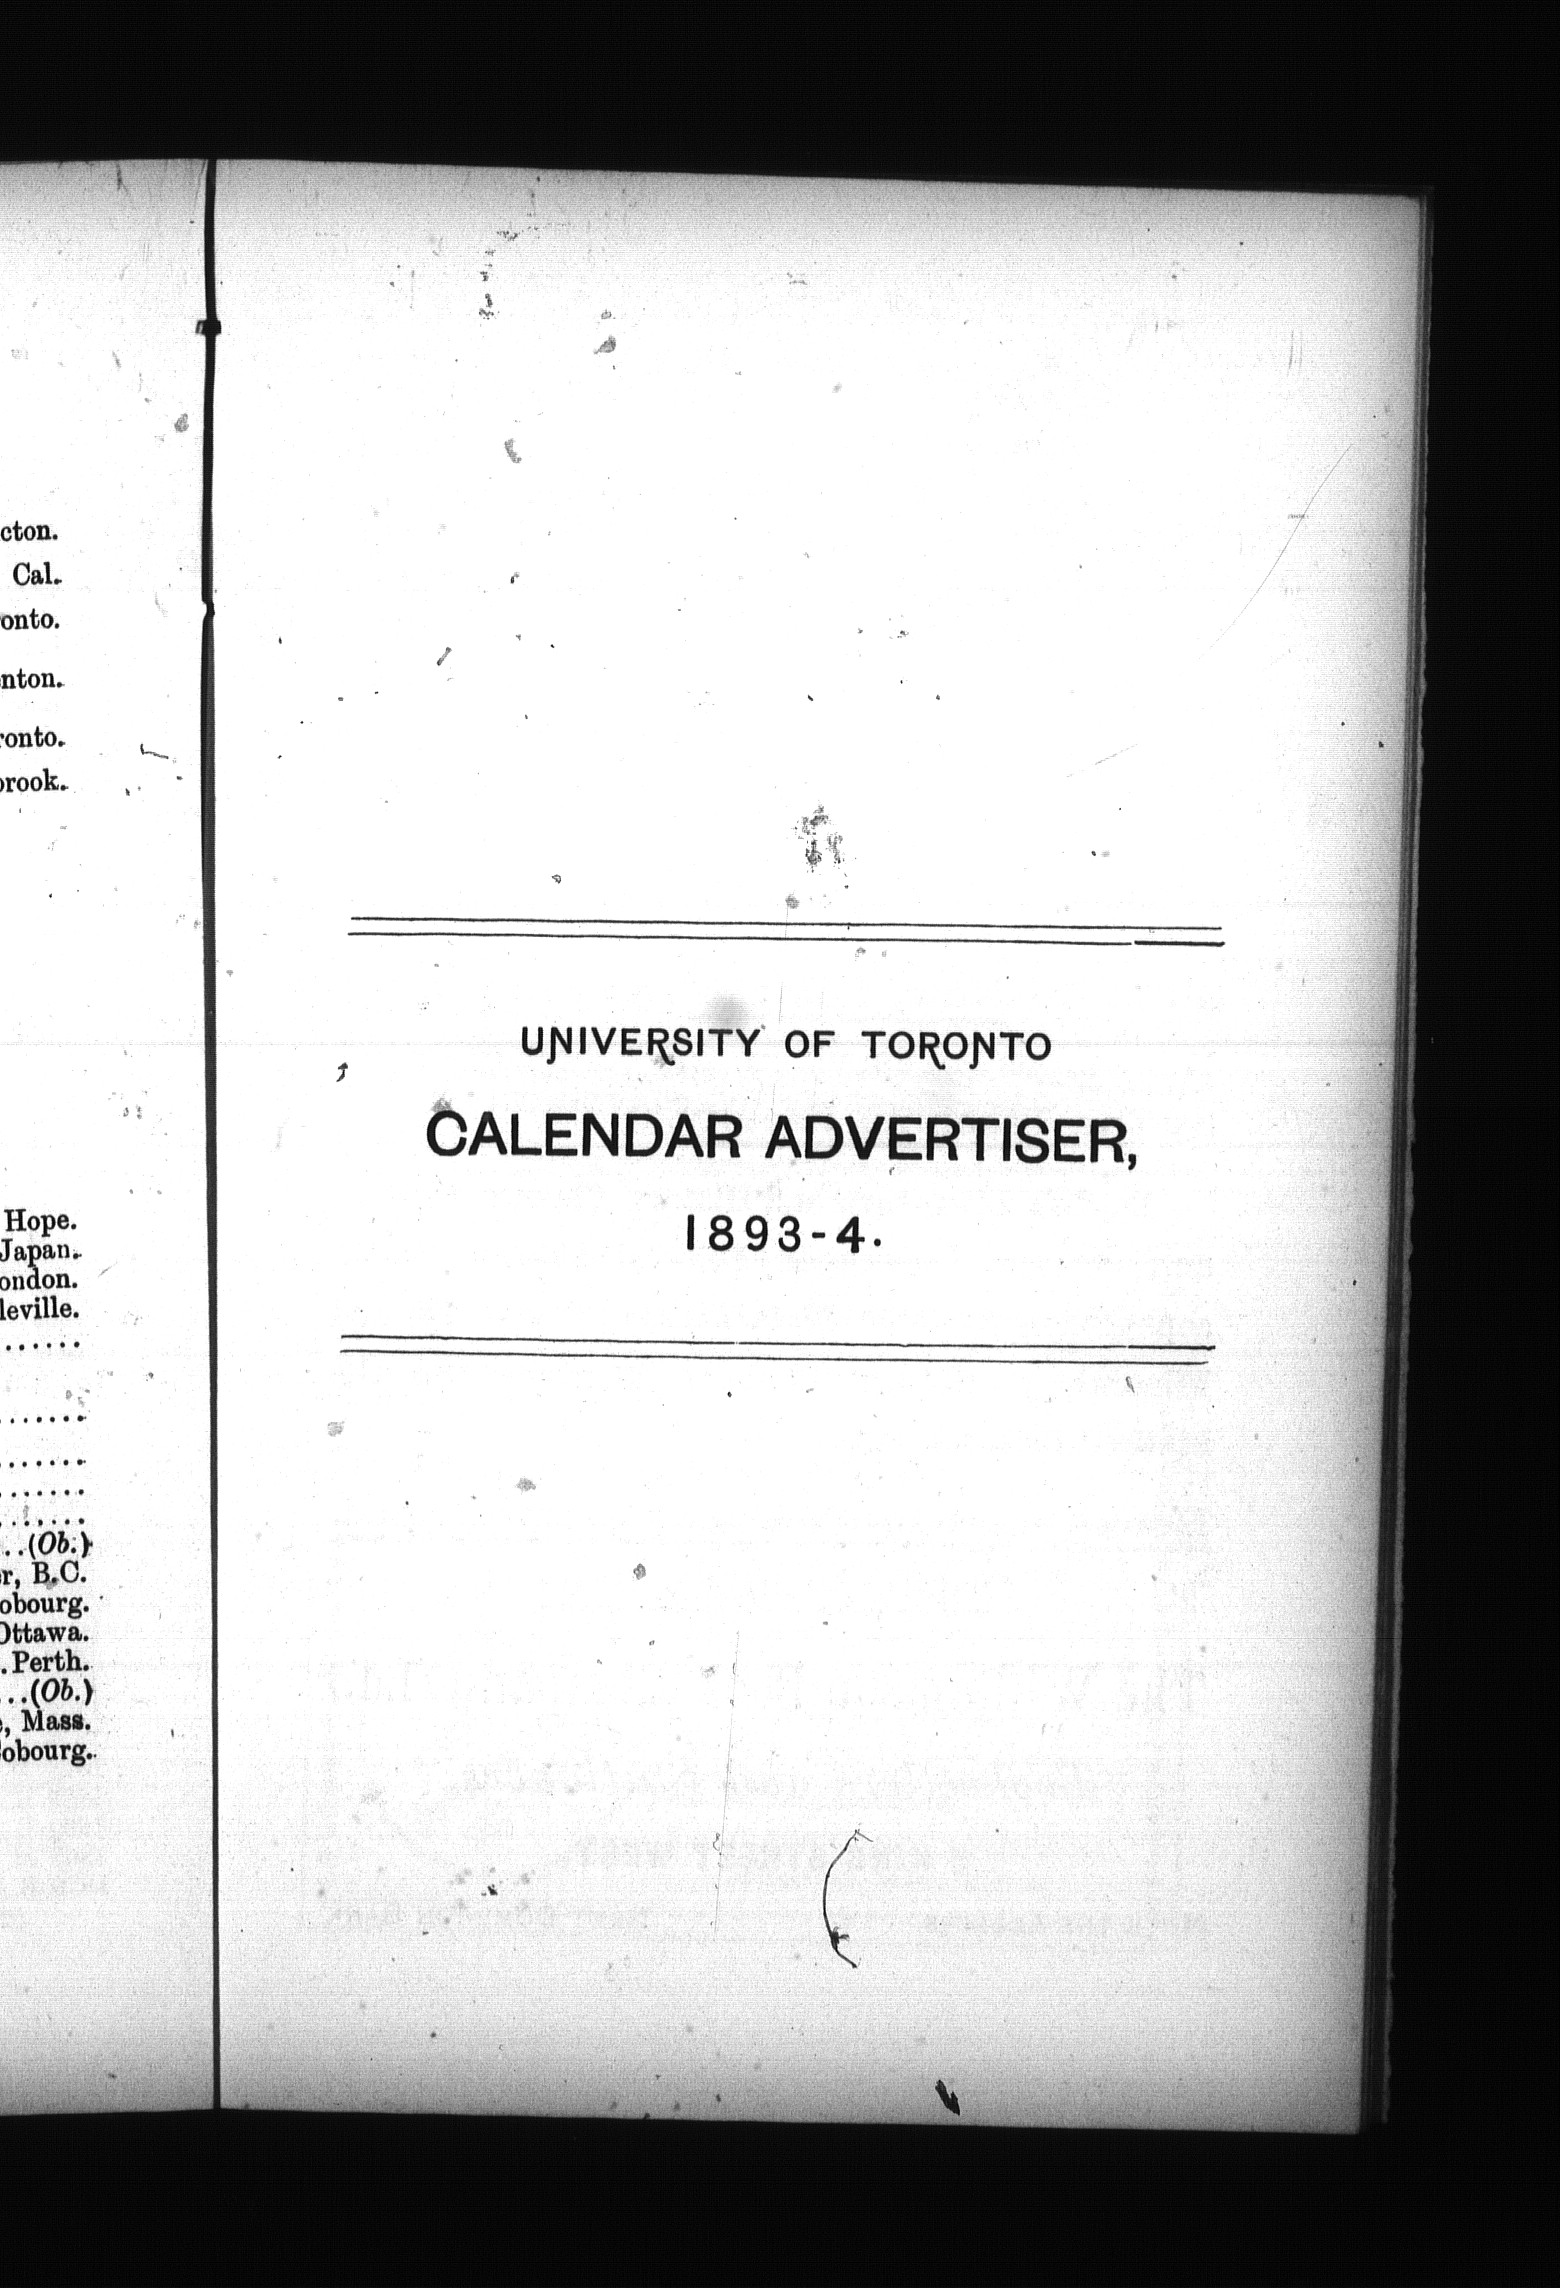 cton.
Cal.
onto.
nton.
ronto.
brook.
Hope.
Japan.
ondon.
leville.
......
.......
.......
.......
.......
..(Ob.)
r, B.C.
obourg.
Ottawa.
.Perth.
...(Ob.)
, Mass.
obourg.
UNIVERSITY OF TORONTO
CALENDAR ADVERTISER,
1893-4.